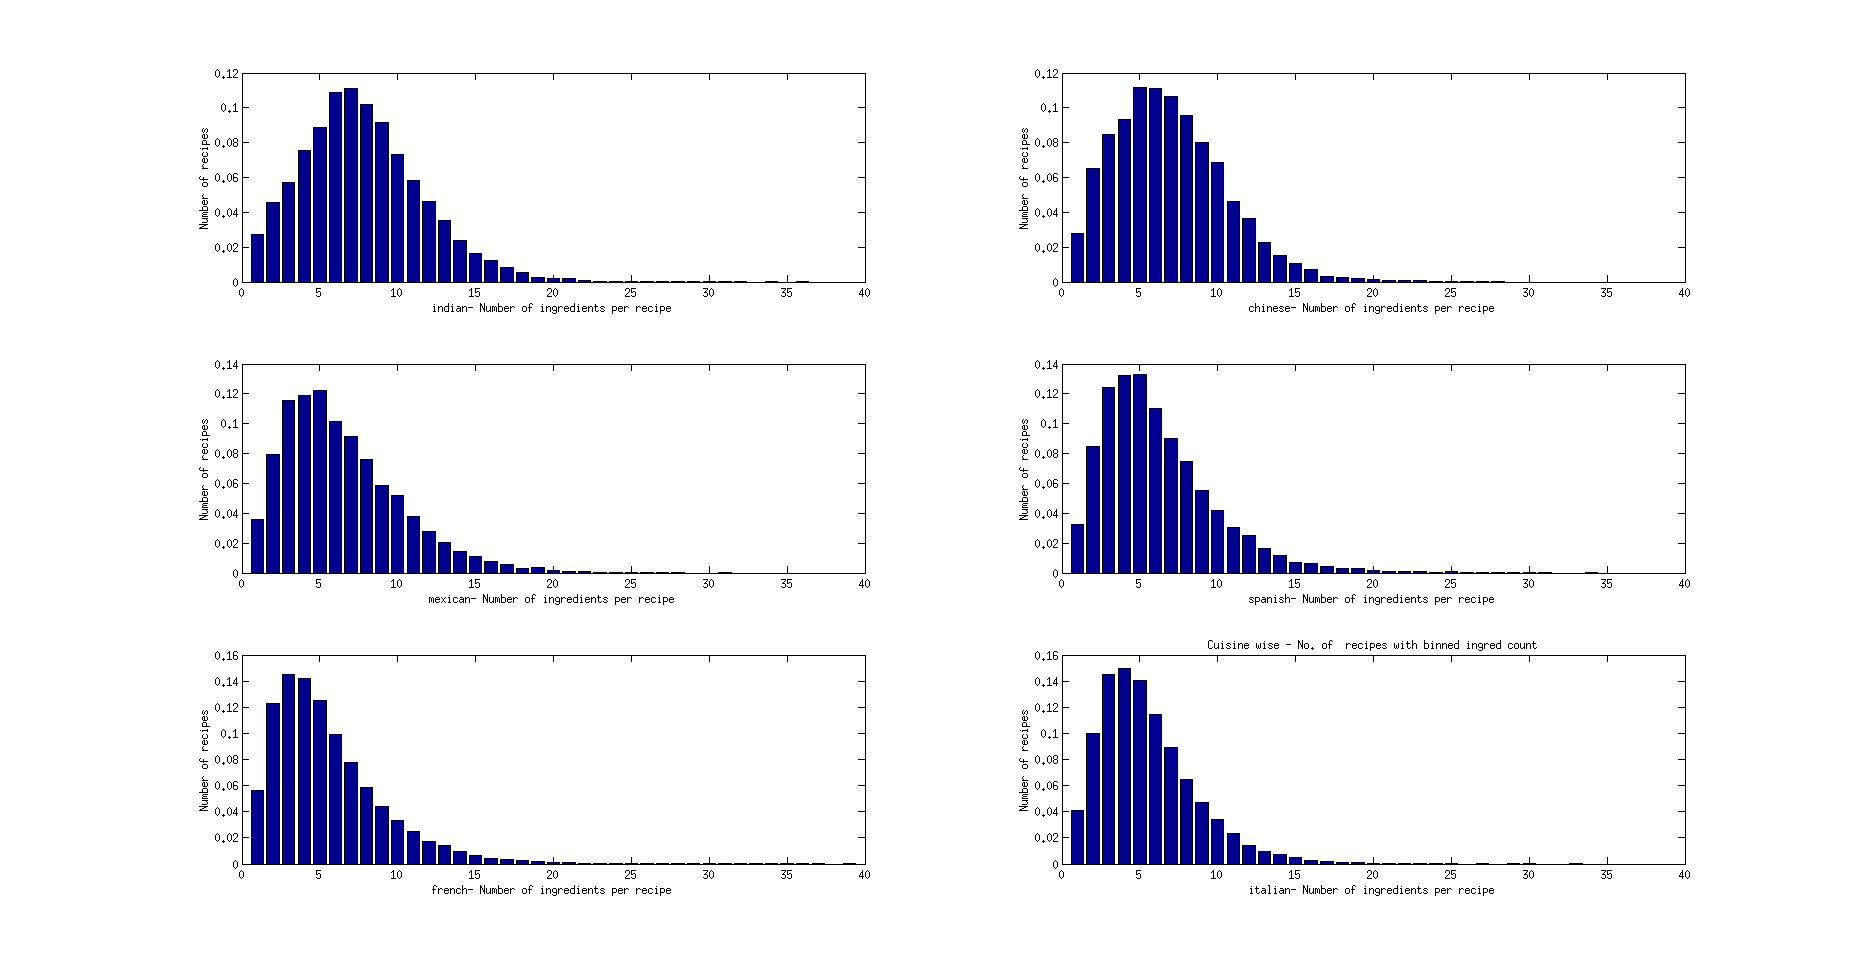 0.12
0.1
0.08
0.06
0.04
0.02
0
Number of recipes
0 5 10 15 20 25 30 35 40
indian- Number of ingredients per recipe
0.12
0.1
0.08
0.06
0.04
0.02
0
Number of recipes
0 5 10 15 20 25 30 35 40
chinese- Number of ingredients per recipe
0.14
0.12
0.1
0.08
0.06
0.04
0.02
0
Number of recipes
0 5 10 15 20 25 30 35 40
mexican- Number of ingredients per recipe
0.14
0.12
0.1
0.08
0.06
0.04
0.02
0
Number of recipes
0 5 10 15 20 25 30 35 40
spanish- Number of ingredients per recipe
0.16
0.14
0.12
0.1
0.08
0.06
0.04
0.02
0
Number of recipes
0 5 10 15 20 25 30 35 40
french- Number of ingredients per recipe
Cuisine wise - No. of  recipes with binned ingred count
0.16
0.14
0.12
0.1
0.08
0.06
0.04
0.02
0
Number of recipes
0 5 10 15 20 25 30 35 40
italian- Number of ingredients per recipe